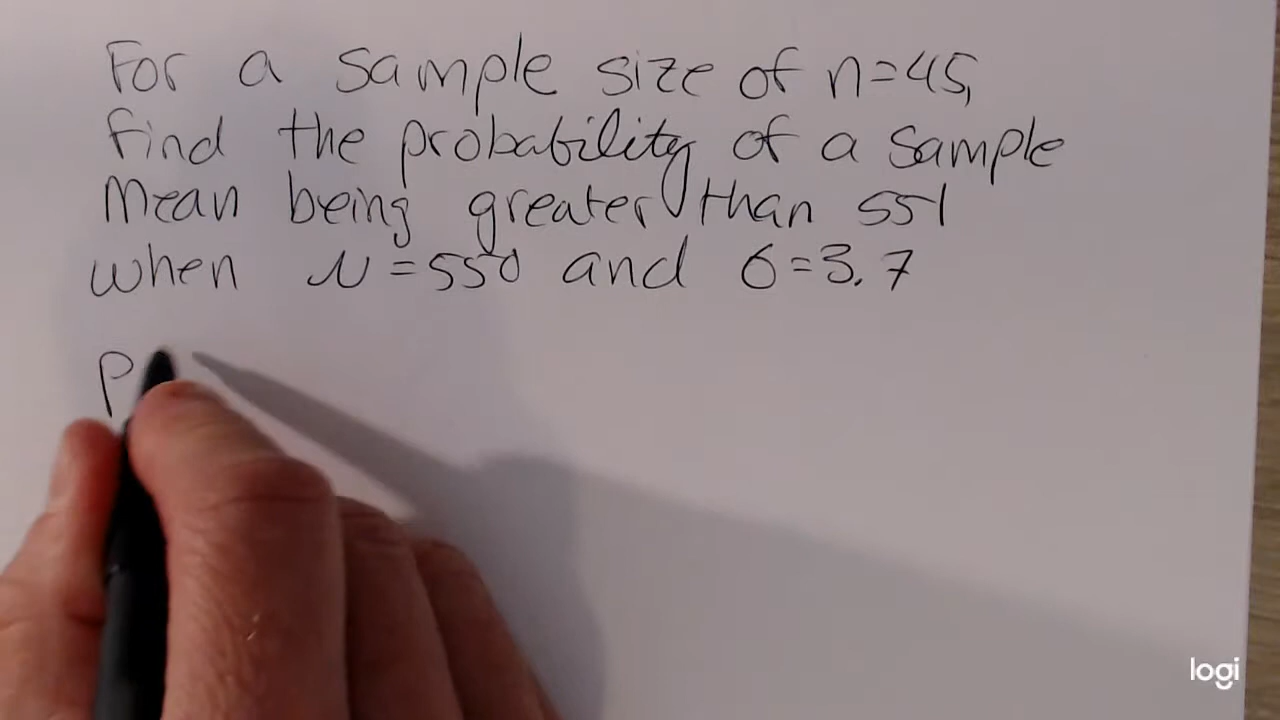 For a sample size of n=45,
find the probability of a sample
mean being greater than 551
when μ=550 and σ=3.7
P
logi